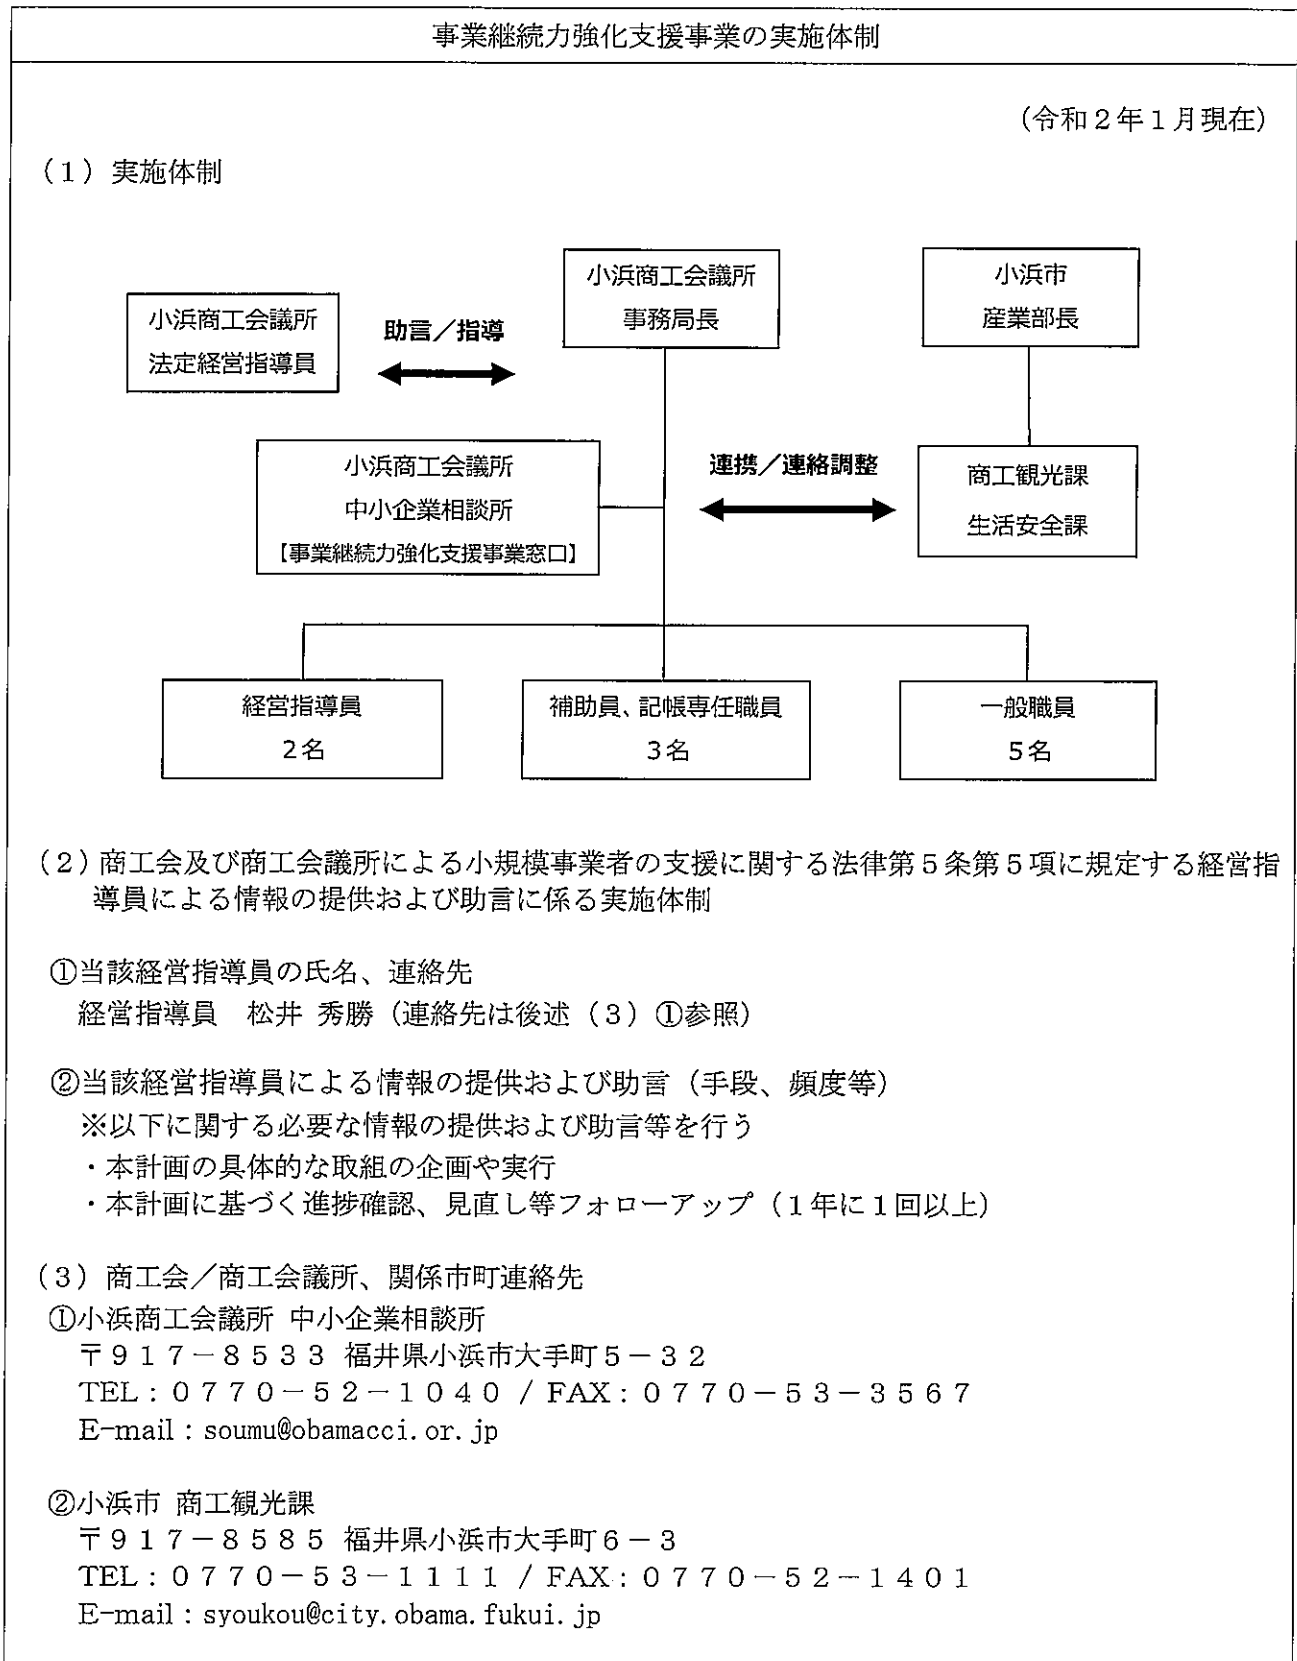 事業継続力強化支援事業の実施体制
（令和２年１月現在）
（１）実施体制
小浜商工会議所
事務局長
小浜市
産業部長
小浜商工会議所
法定経営指導員
助言／指導
小浜商工会議所
中小企業相談所
【事業継続力強化支援事業窓口】
連携／連絡調整
商工観光課
生活安全課
経営指導員
２名
補助員、記帳専任職員
３名
一般職員
５名
（２）商工会及び商工会議所による小規模事業者の支援に関する法律第５条第５項に規定する経営指
導員による情報の提供および助言に係る実施体制
①当該経営指導員の氏名、連絡先
経営指導員　松井 秀勝（連絡先は後述（３）①参照）
②当該経営指導員による情報の提供および助言（手段、頻度等）
※以下に関する必要な情報の提供および助言等を行う
・本計画の具体的な取組の企画や実行
・本計画に基づく進捗確認、見直し等フォローアップ（１年に１回以上）
（３）商工会／商工会議所、関係市町連絡先
①小浜商工会議所 中小企業相談所
〒９１７－８５３３ 福井県小浜市大手町５－３２
TEL：０７７０－５２－１０４０ / FAX：０７７０－５３－３５６７
E-mail：soumu@obamacci.or.jp
②小浜市 商工観光課
〒９１７－８５８５ 福井県小浜市大手町６－３
TEL：０７７０－５３－１１１１ / FAX：０７７０－５２－１４０１
E-mail：syoukou@city.obama.fukui.jp